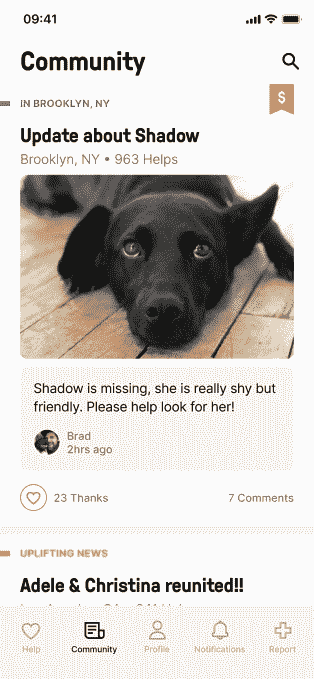 09:41
Community
IN BROOKLYN, NY
$
Update about Shadow
Brooklyn, NY • 963 Helps
Shadow is missing, she is really shy but
friendly. Please help look for her!
Brad
2hrs ago
23 Thanks
7 Comments
UPLIFTING NEWS
Adele & Christina reunited!!
Help
Community
Profile
Notifications
Report